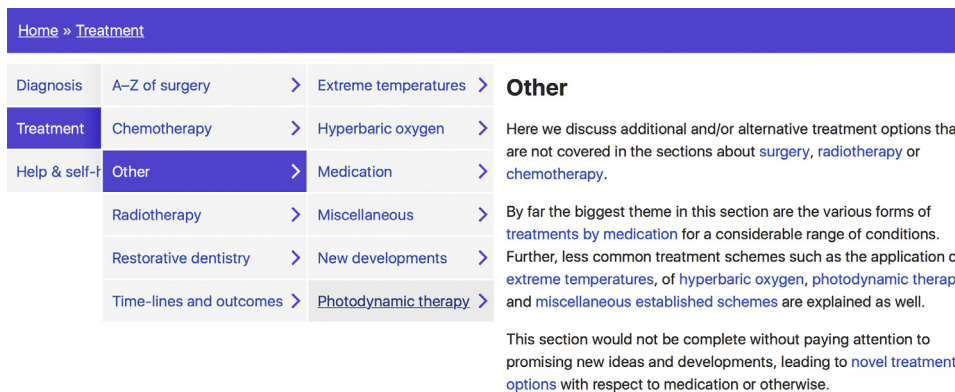 Home » Treatment
Diagnosis
Treatment
Help & self-
A–Z of surgery
Chemotherapy
Other
Radiotherapy
Restorative dentistry
Time-lines and outcomes
Extreme temperatures
Hyperbaric oxygen
Medication
Miscellaneous
New developments
Photodynamic therapy
Other
Here we discuss additional and/or alternative treatment options
are not covered in the sections about surgery, radiotherapy or
chemotherapy.
By far the biggest theme in this section are the various forms of
treatments by medication for a considerable range of conditions.
Further, less common treatment schemes such as the application
extreme temperatures, of hyperbaric oxygen, photodynamic
and miscellaneous established schemes are explained as well.
This section would not be complete without paying attention to
promising new ideas and developments, leading to novel treatment
options with respect to medication or otherwise.